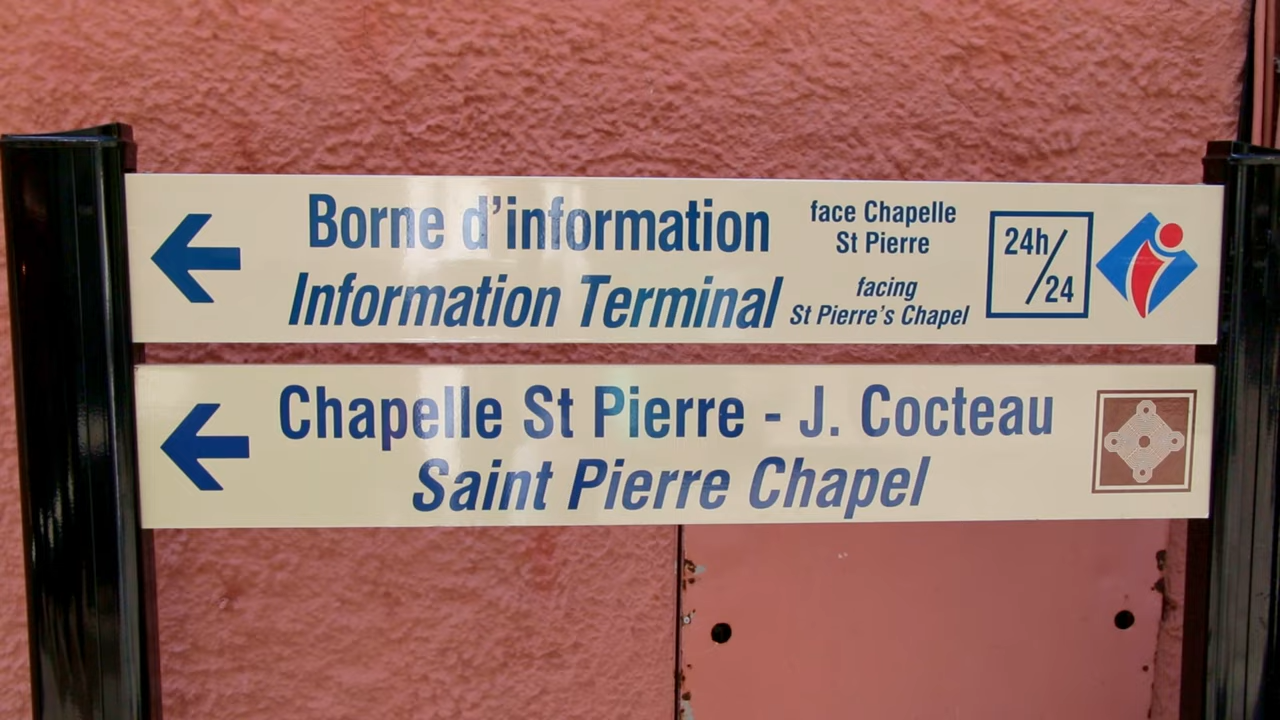 Borne d'information
Information Terminal
face Chapelle
St Pierre
facing
St Pierre's Chapel
24h/
24
Chapelle St Pierre - J. Cocteau
Saint Pierre Chapel